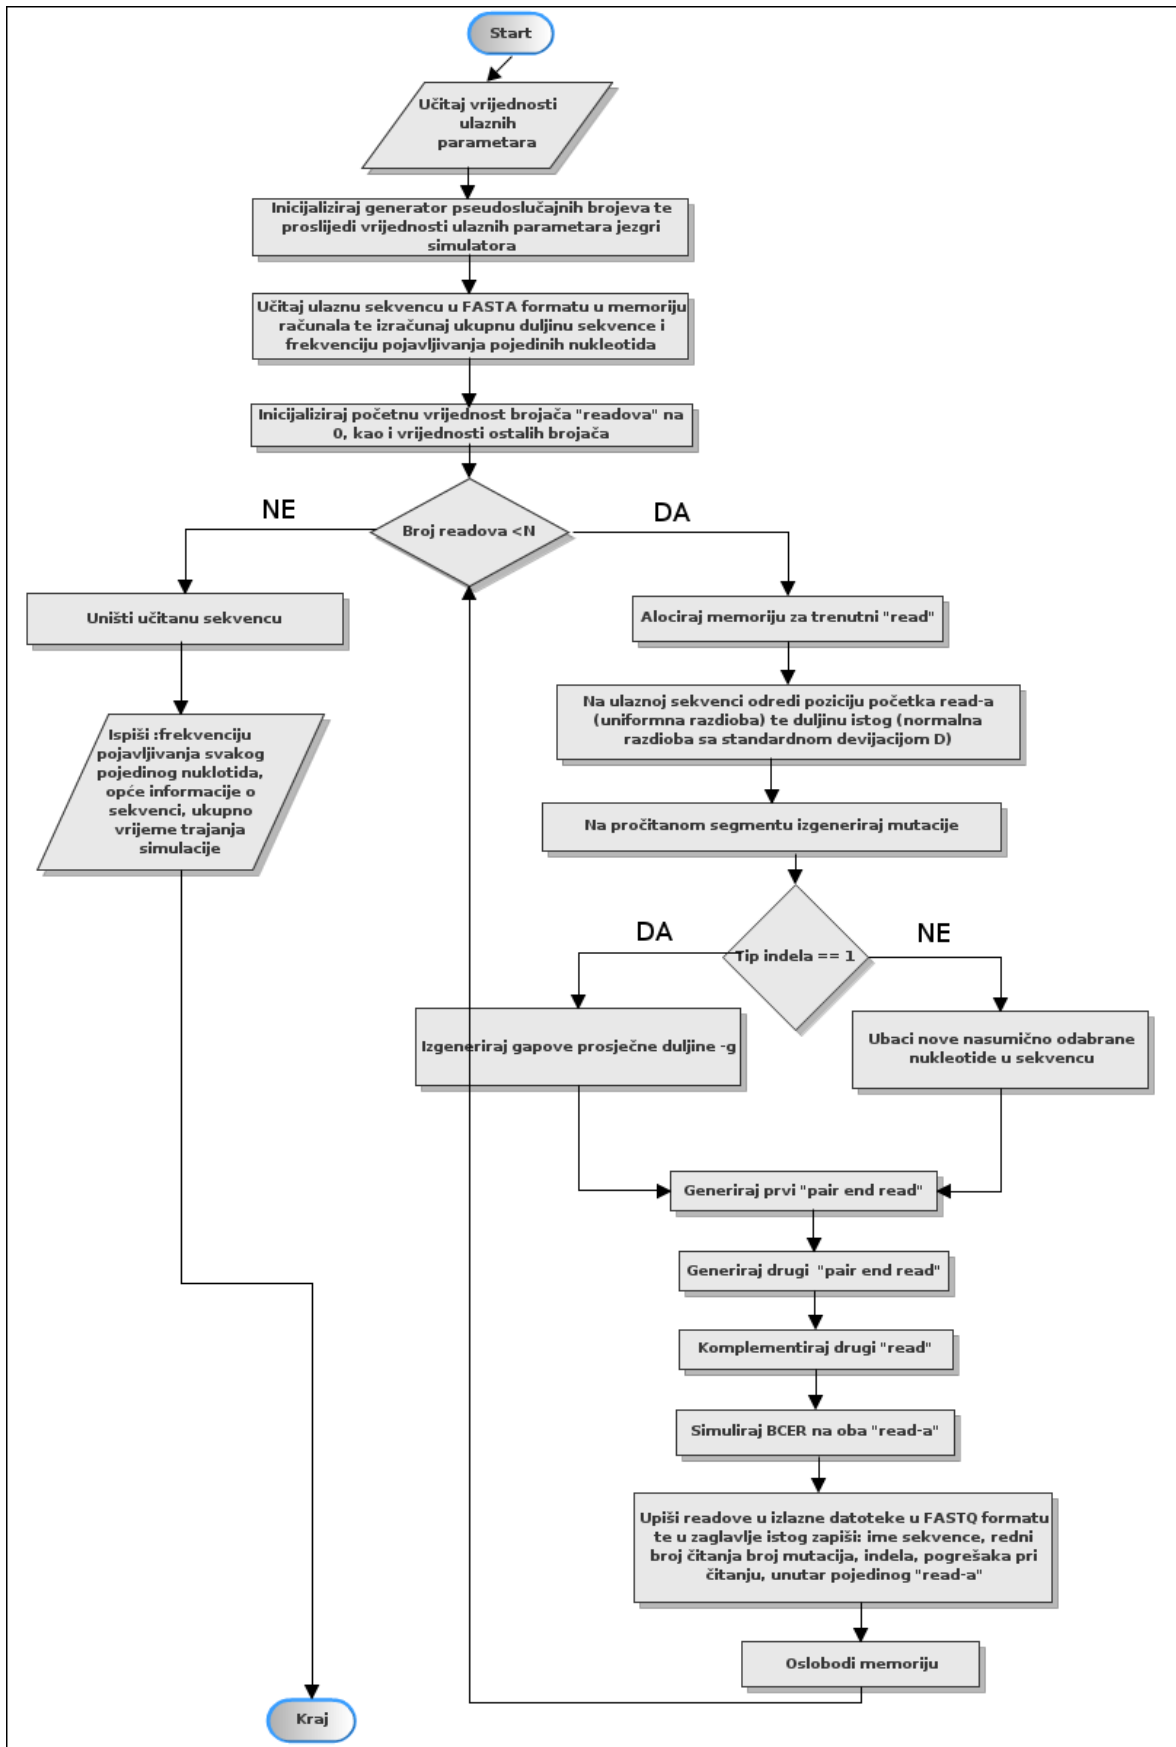 Start
Učitaj vrijednosti
ulaznih
parametara
Inicijaliziraj generator pseudoslučajnih brojeva te
proslijedi vrijednosti ulaznih parametara jezgri
simulatora
Učitaj ulaznu sekvencu u FASTA formatu u memoriju
računala te izračunaj ukupnu duljinu sekvence i
frekvenciju pojavljivanja pojedinih nukleotida
Inicijaliziraj početnu vrijednost brojača "readova" na
0, kao i vrijednosti ostalih brojača
Broj readova <N
NE
DA
Uništi učitanu sekvencu
Ispiši :frekvenciju
pojavljivanja svakog
pojedinog nuklotida,
opće informacije o
sekvenci, ukupno
vrijeme trajanja
simulacije
Alociraj memoriju za trenutni "read"
Na ulaznoj sekvenci odredi poziciju početka read-a
(uniformna razdioba) te duljinu istog (normalna
razdioba sa standardnom devijacijom D)
Na pročitanom segmentu izgeneriraj mutacije
Tip indela == 1
DA
NE
Izgeneriraj gapove prosječne duljine -g
Ubaci nove nasumično odabrane
nukleotide u sekvencu
Generiraj prvi "pair end read"
Generiraj drugi "pair end read"
Komplementiraj drugi "read"
Simuliraj BCER na oba "read-a"
Upiši readove u izlazne datoteke u FASTQ formatu
te u zaglavlje istog zapiši: ime sekvence, redni
broj čitanja broj mutacija, indela, pogrešaka pri
čitanju, unutar pojedinog "read-a"
Oslobodi memoriju
Kraj